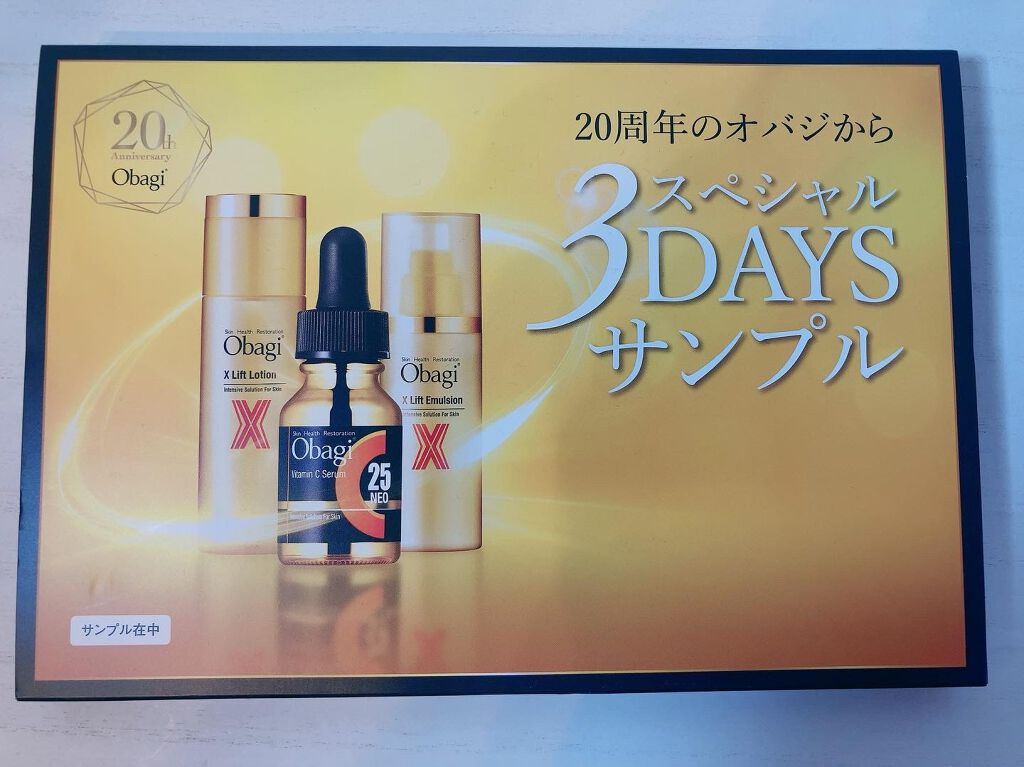 20th
Anniversary
Obagi
20周年のオバジから
スペシャル
3DAYS
サンプル
Skin Health Restoration
Obagi
X Lift Lotion
Intensive Solution For Skin
X
Skin Health Restoration
Obagi
Vitamin C Serum
C
25
NEO
Intensive Solution For Skin
Skin Health Restoration
Obagi
X Lift Emulsion
Intensive Solution For Skin
X
サンプル在中